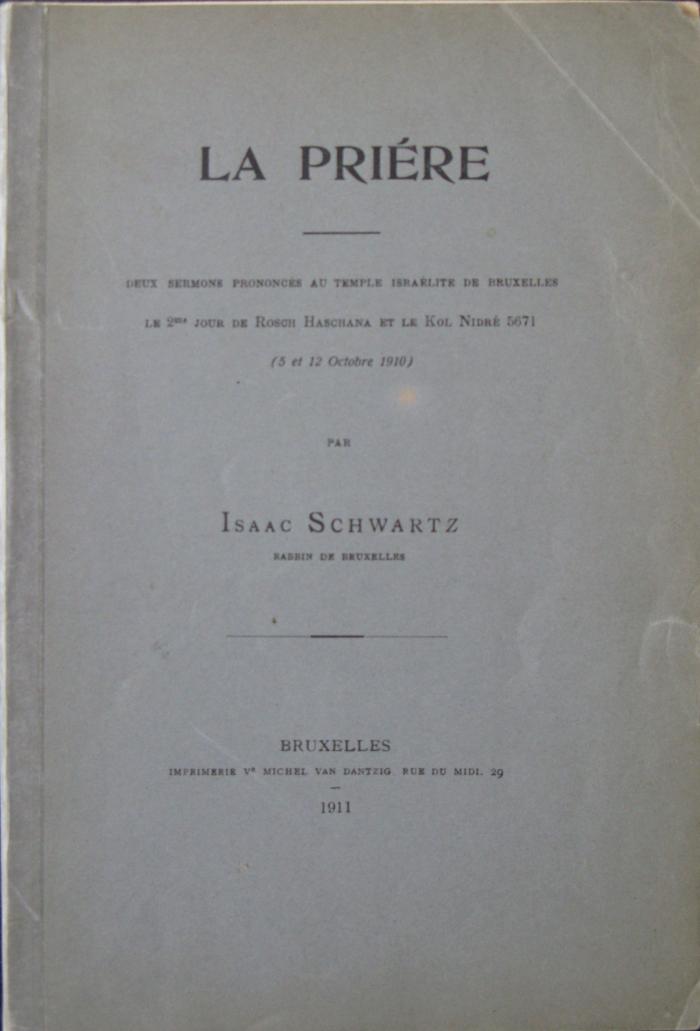 LA PRIÉRE
DEUX SERMONS PRONONCÉS AU TEMPLE ISRAÉLITE DE BRUXELLES
LE 2me JOUR DE ROSCH HASCHANA ET LE KOL NIDRÉ 5671
(5 et 12 Octobre 1910)
PAR
ISAAC SCHWARTZ
RABBIN DE BRUXELLES
BRUXELLES
IMPRIMERIE Ve MICHEL VAN DANTZIG, RUE DU MIDI, 29
1911